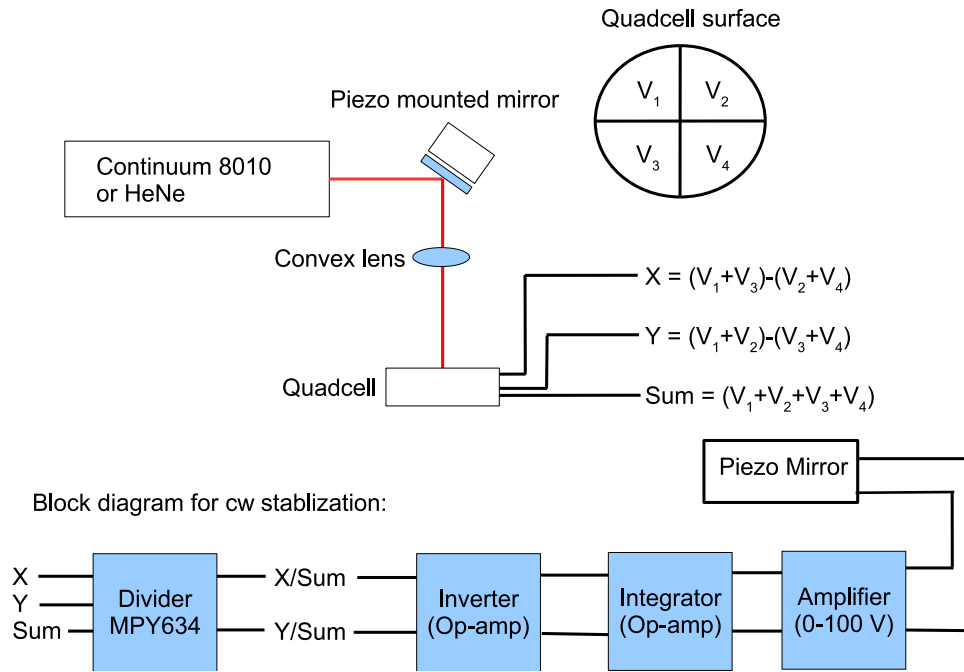 Quadcell surface
V₁ V₂
V₃ V₄
Piezo mounted mirror
Continuum 8010
or HeNe
Convex lens
X = (V₁+V₃)-(V₂+V₄)
Y = (V₁+V₂)-(V₃+V₄)
Quadcell
Sum = (V₁+V₂+V₃+V₄)
Piezo Mirror
Block diagram for cw stablization:
X
Y
Sum
Divider
MPY634
X/Sum
Y/Sum
Inverter
(Op-amp)
Integrator
(Op-amp)
Amplifier
(0-100 V)